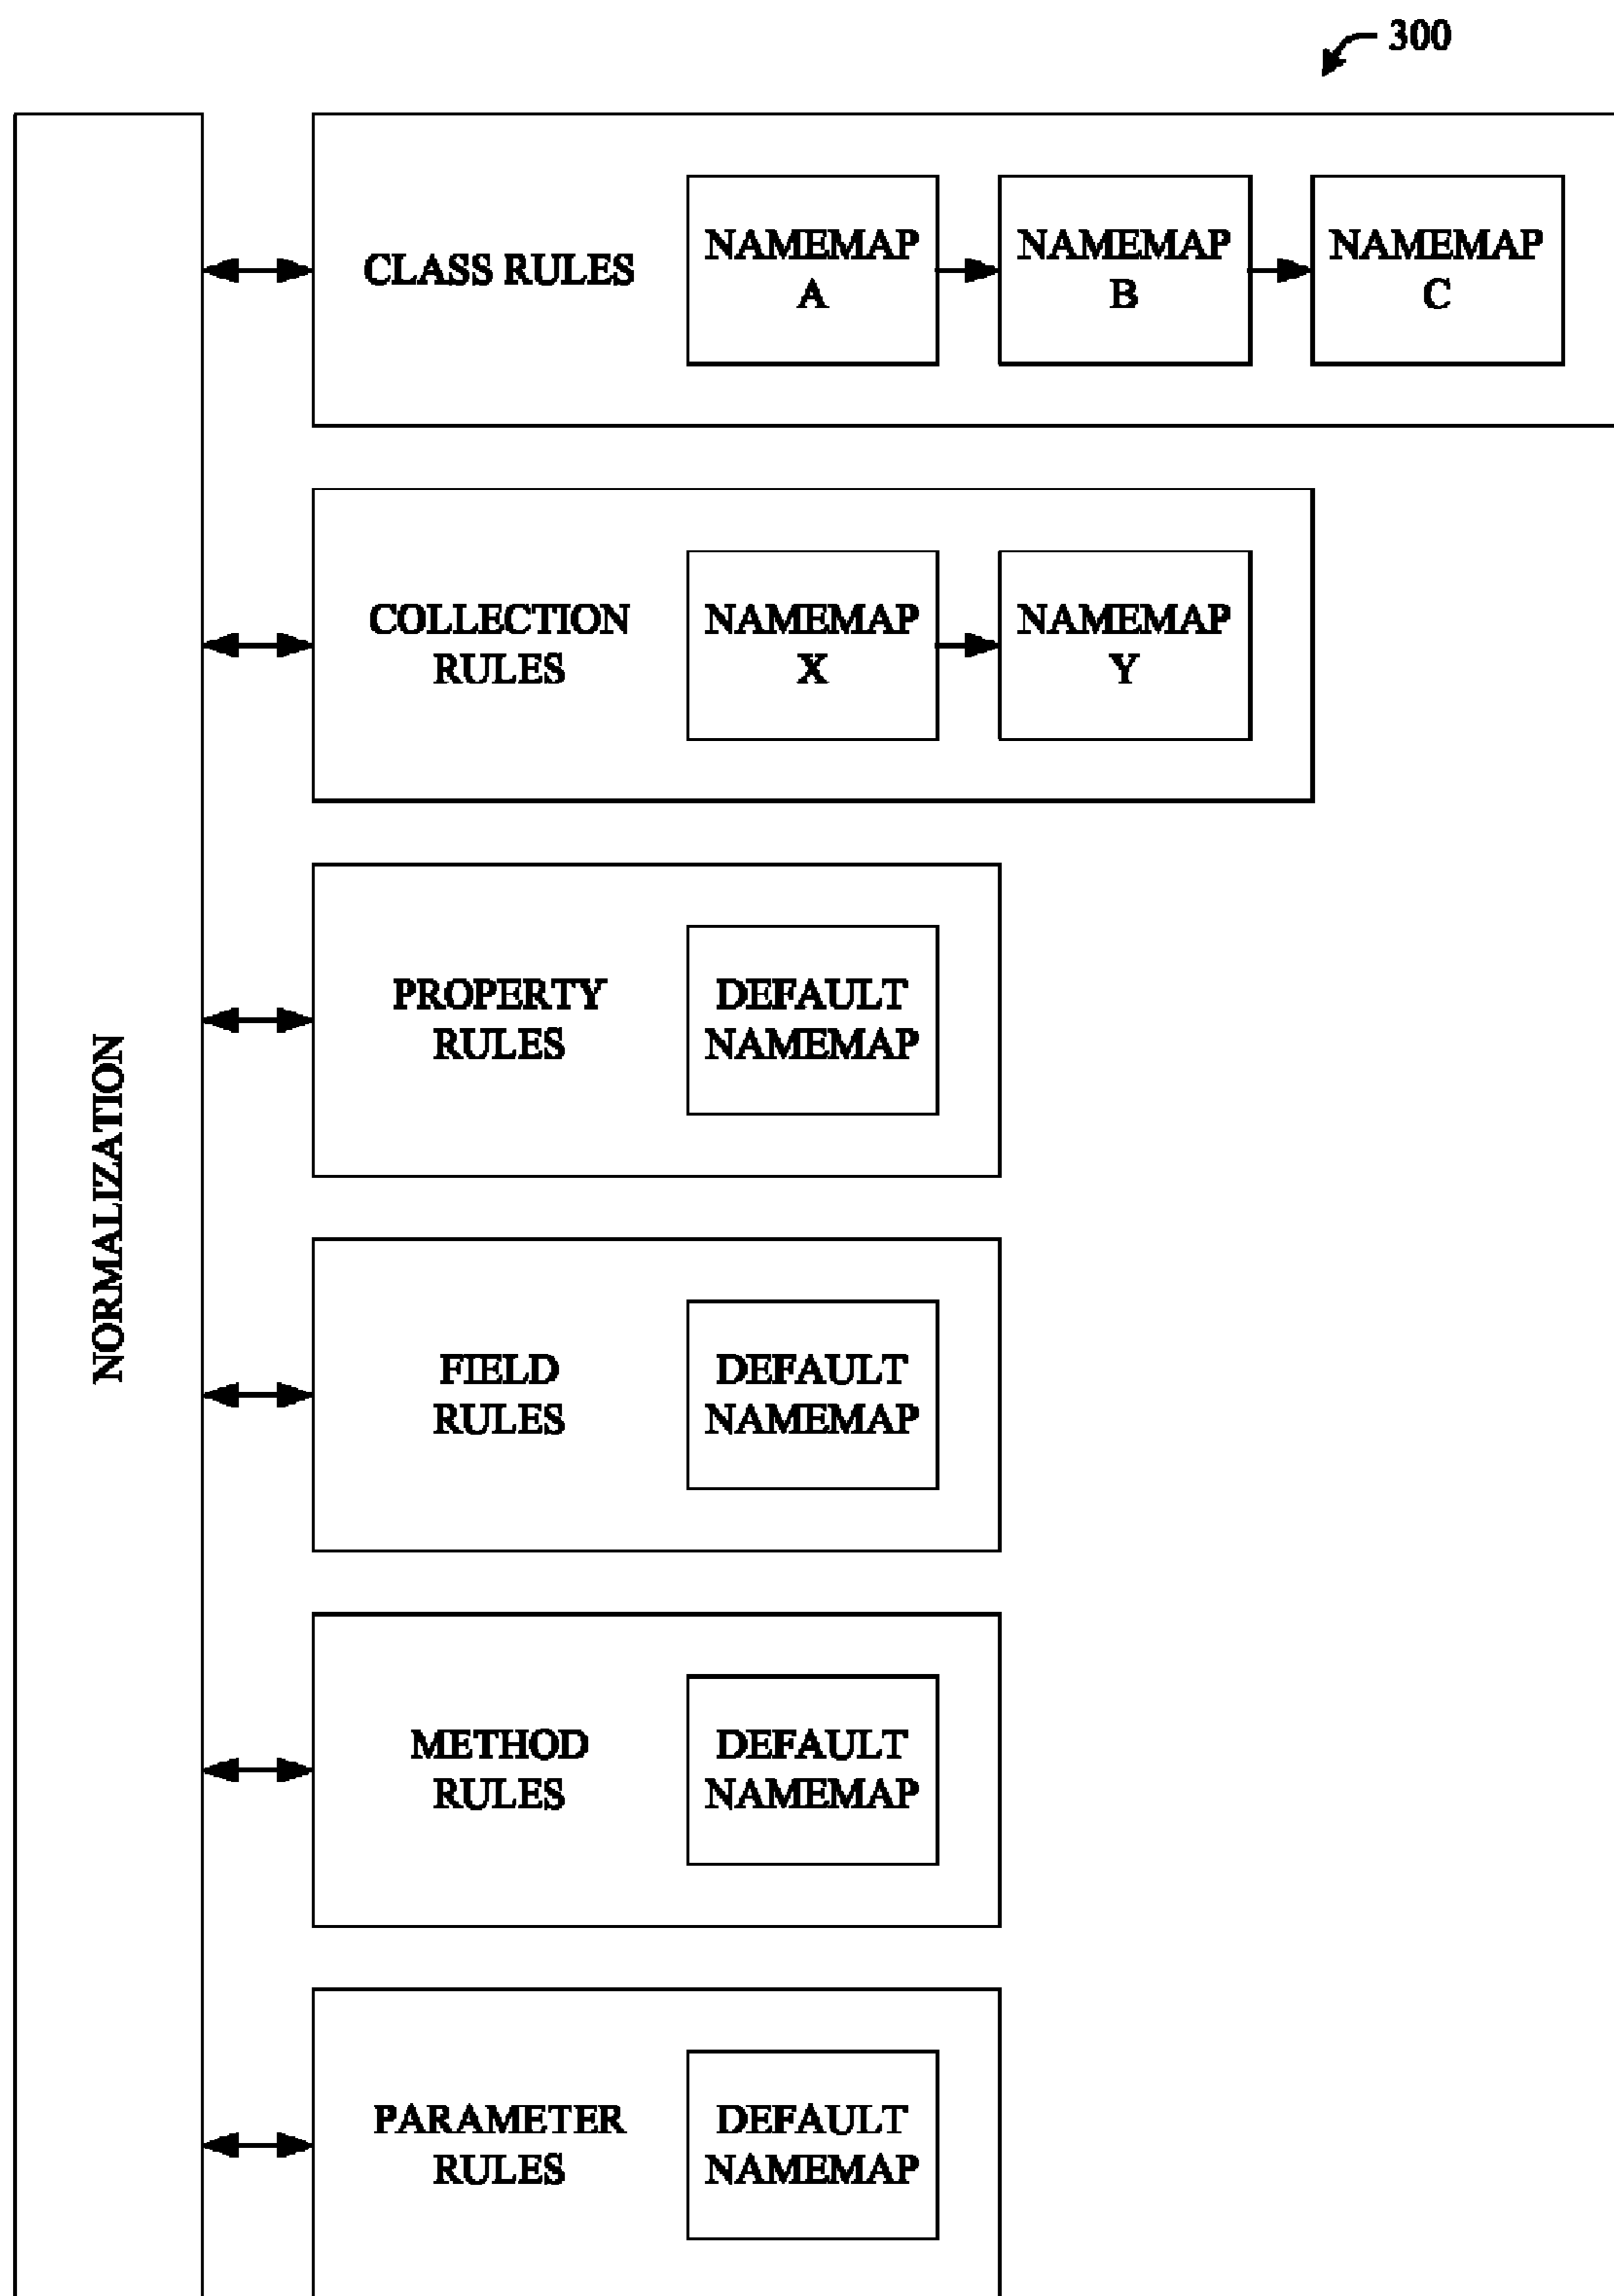 300
CLASS RULES
NAMEMAP
A
NAMEMAP
B
NAMEMAP
C
COLLECTION
RULES
NAMEMAP
X
NAMEMAP
Y
NORMALIZATION
PROPERTY
RULES
DEFAULT
NAMEMAP
FIELD
RULES
DEFAULT
NAMEMAP
METHOD
RULES
DEFAULT
NAMEMAP
PARAMETER
RULES
DEFAULT
NAMEMAP